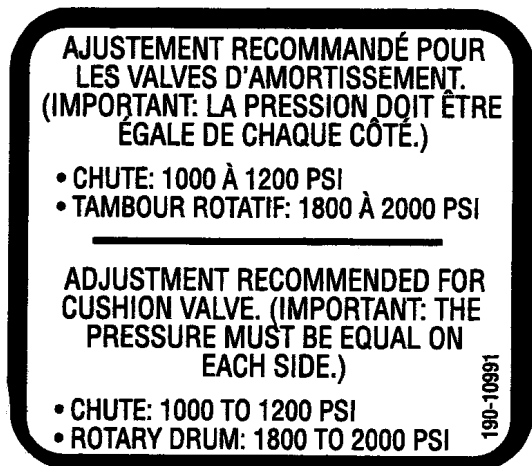 AJUSTEMENT RECOMMANDÉ POUR
LES VALVES D'AMORTISSEMENT.
(IMPORTANT: LA PRESSION DOIT ÊTRE
ÉGALE DE CHAQUE CÔTÉ.)
• CHUTE: 1000 À 1200 PSI
• TAMBOUR ROTATIF: 1800 À 2000 PSI
ADJUSTMENT RECOMMENDED FOR
CUSHION VALVE. (IMPORTANT: THE
PRESSURE MUST BE EQUAL ON
EACH SIDE.)
• CHUTE: 1000 TO 1200 PSI
• ROTARY DRUM: 1800 TO 2000 PSI
190-10991